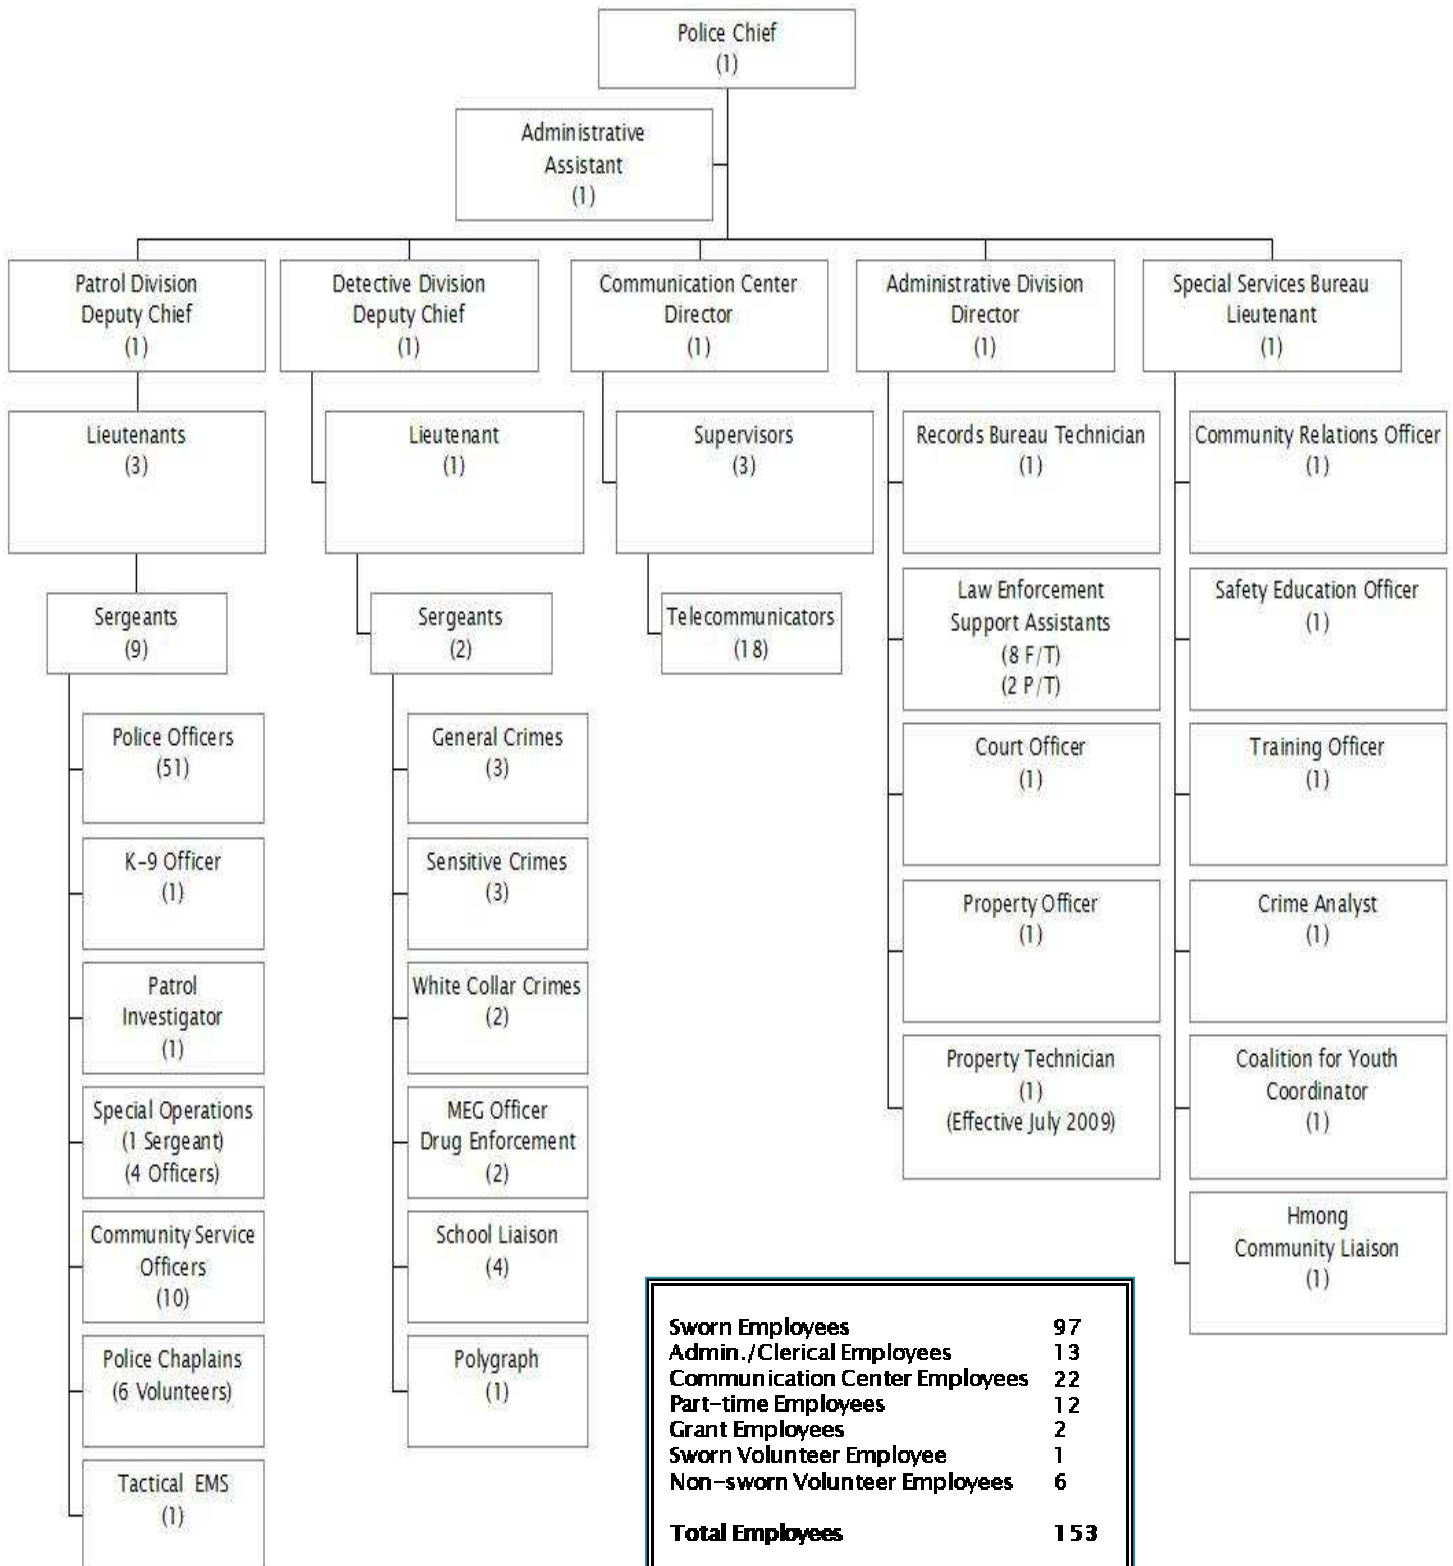 Police Chief
(1)
Administrative
Assistant
(1)
Patrol Division
Deputy Chief
(1)
Detective Division
Deputy Chief
(1)
Communication Center
Director
(1)
Administrative Division
Director
(1)
Special Services Bureau
Lieutenant
(1)
Lieutenants
(3)
Lieutenant
(1)
Supervisors
(3)
Records Bureau Technician
(1)
Community Relations Officer
(1)
Sergeants
(9)
Sergeants
(2)
Telecommunicators
(18)
Law Enforcement
Support Assistants
(8 F/T)
(2 P/T)
Safety Education Officer
(1)
Police Officers
(51)
General Crimes
(3)
Court Officer
(1)
Training Officer
(1)
K-9 Officer
(1)
Sensitive Crimes
(3)
Property Officer
(1)
Crime Analyst
(1)
Patrol
Investigator
(1)
White Collar Crimes
(2)
Property Technician
(1)
(Effective July 2009)
Coalition for Youth
Coordinator
(1)
Special Operations
(1 Sergeant)
(4 Officers)
MEG Officer
Drug Enforcement
(2)
Hmong
Community Liaison
(1)
Community Service
Officers
(10)
School Liaison
(4)
Police Chaplains
(6 Volunteers)
Polygraph
(1)
Tactical EMS
(1)
Sworn Employees 97
Admin./Clerical Employees 13
Communication Center Employees 22
Part-time Employees 12
Grant Employees 2
Sworn Volunteer Employee 1
Non-sworn Volunteer Employees 6
Total Employees 153